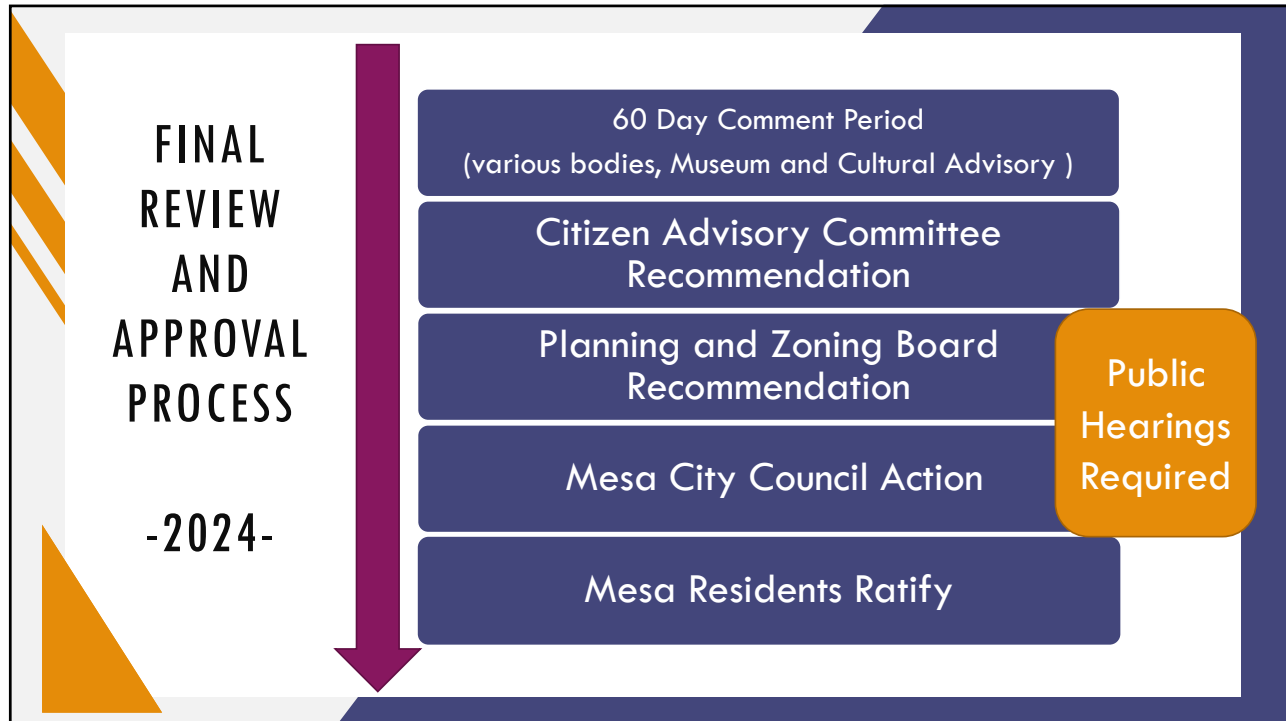 FINAL
REVIEW
AND
APPROVAL
PROCESS
-2024-
60 Day Comment Period
(various bodies, Museum and Cultural Advisory )
Citizen Advisory Committee
Recommendation
Planning and Zoning Board
Recommendation
Mesa City Council Action
Mesa Residents Ratify
Public
Hearings
Required